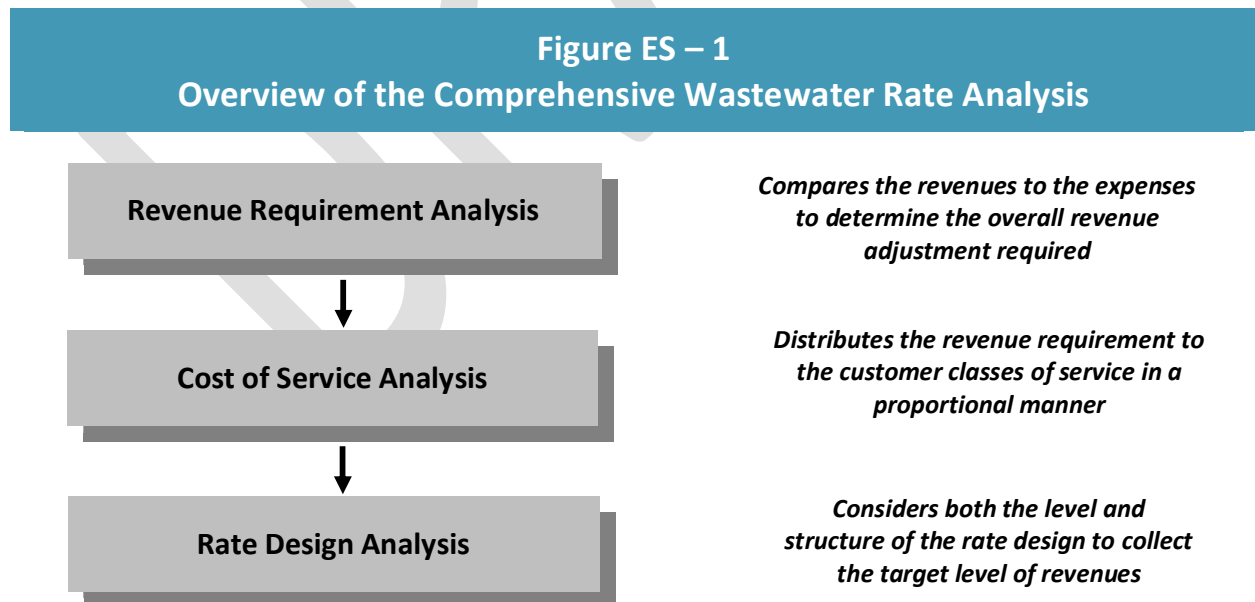 Figure ES – 1
Overview of the Comprehensive Wastewater Rate Analysis
Revenue Requirement Analysis
Compares the revenues to the expenses
to determine the overall revenue
adjustment required
Cost of Service Analysis
Distributes the revenue requirement to
the customer classes of service in a
proportional manner
Rate Design Analysis
Considers both the level and
structure of the rate design to collect
the target level of revenues